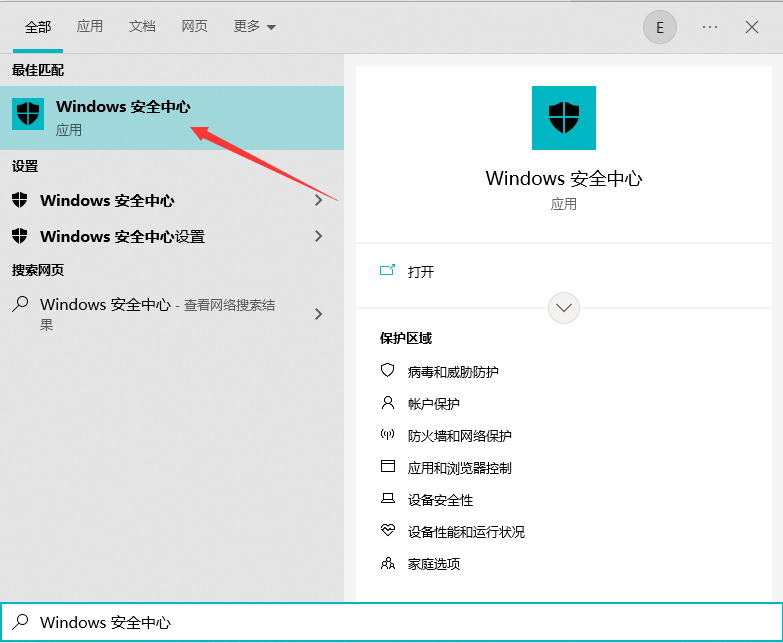 全部 应用 文档 网页 更多 E ···
最佳匹配
Windows 安全中心
应用
设置
Windows 安全中心
Windows 安全中心设置
搜索网页
Windows 安全中心 - 查看网络搜索结
果
Windows 安全中心
应用
打开
保护区域
病毒和威胁防护
帐户保护
防火墙和网络保护
应用和浏览器控制
设备安全性
设备性能和运行状况
家庭选项
Windows 安全中心